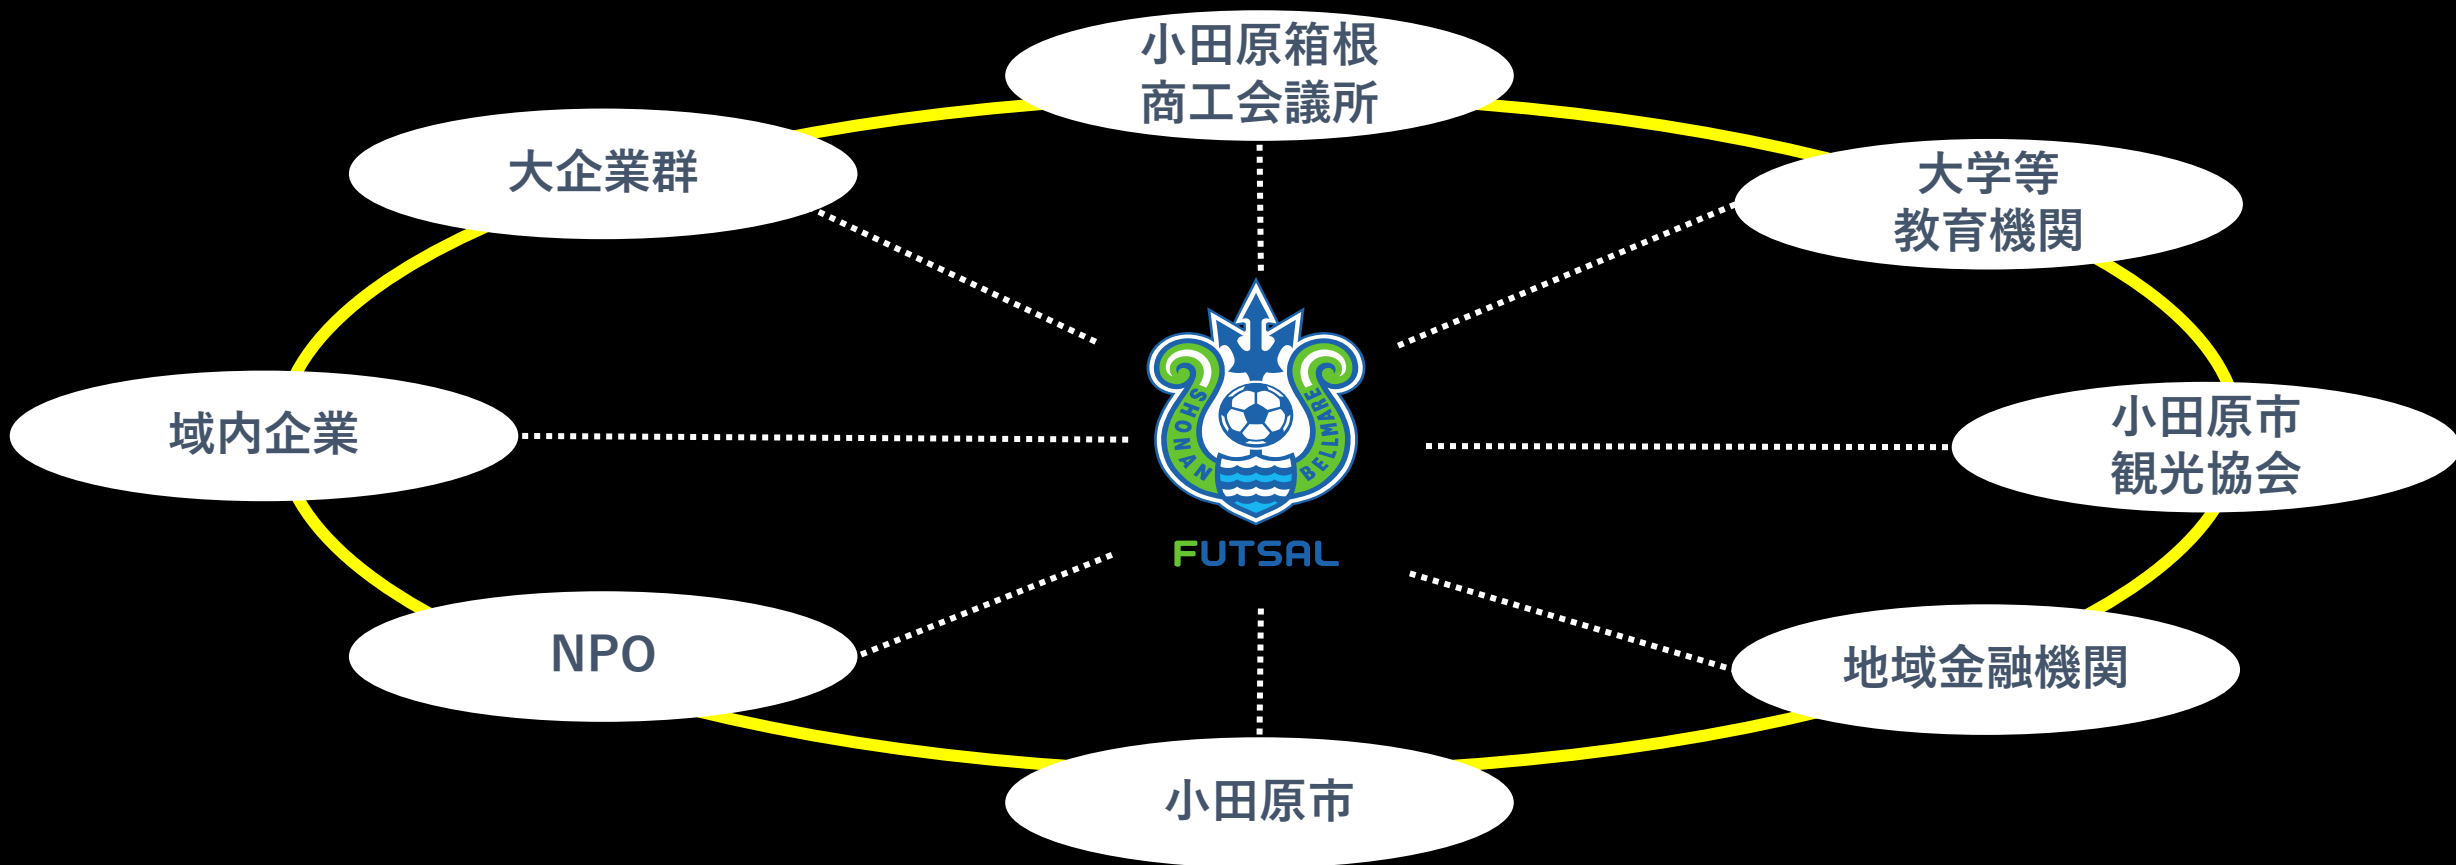 小田原箱根
商工会議所
大企業群
大学等
教育機関
域内企業
SHONAN
BELLMARE
小田原市
観光協会
FUTSAL
NPO
地域金融機関
小田原市